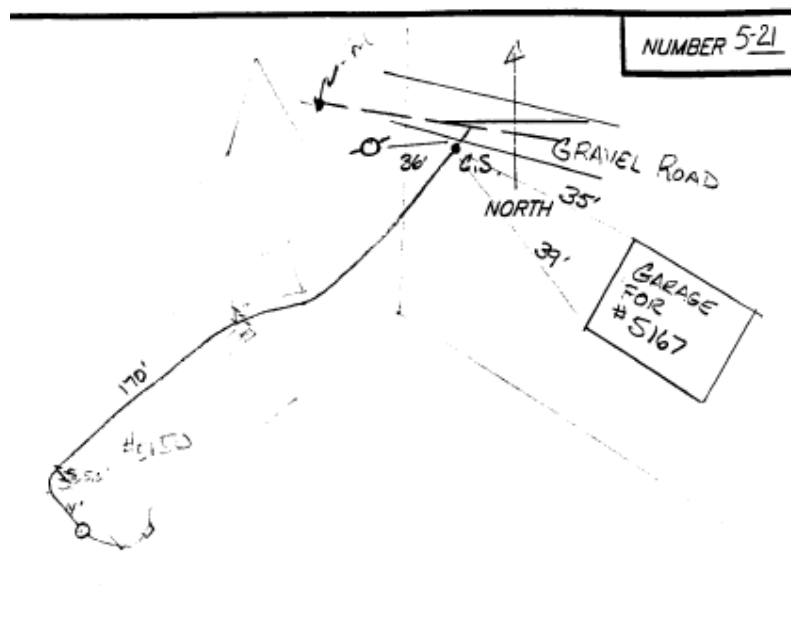 NUMBER 5-21
36'
C.S.
GRAVEL ROAD
35'
NORTH
39'
GARAGE
FOR
#5167
170'